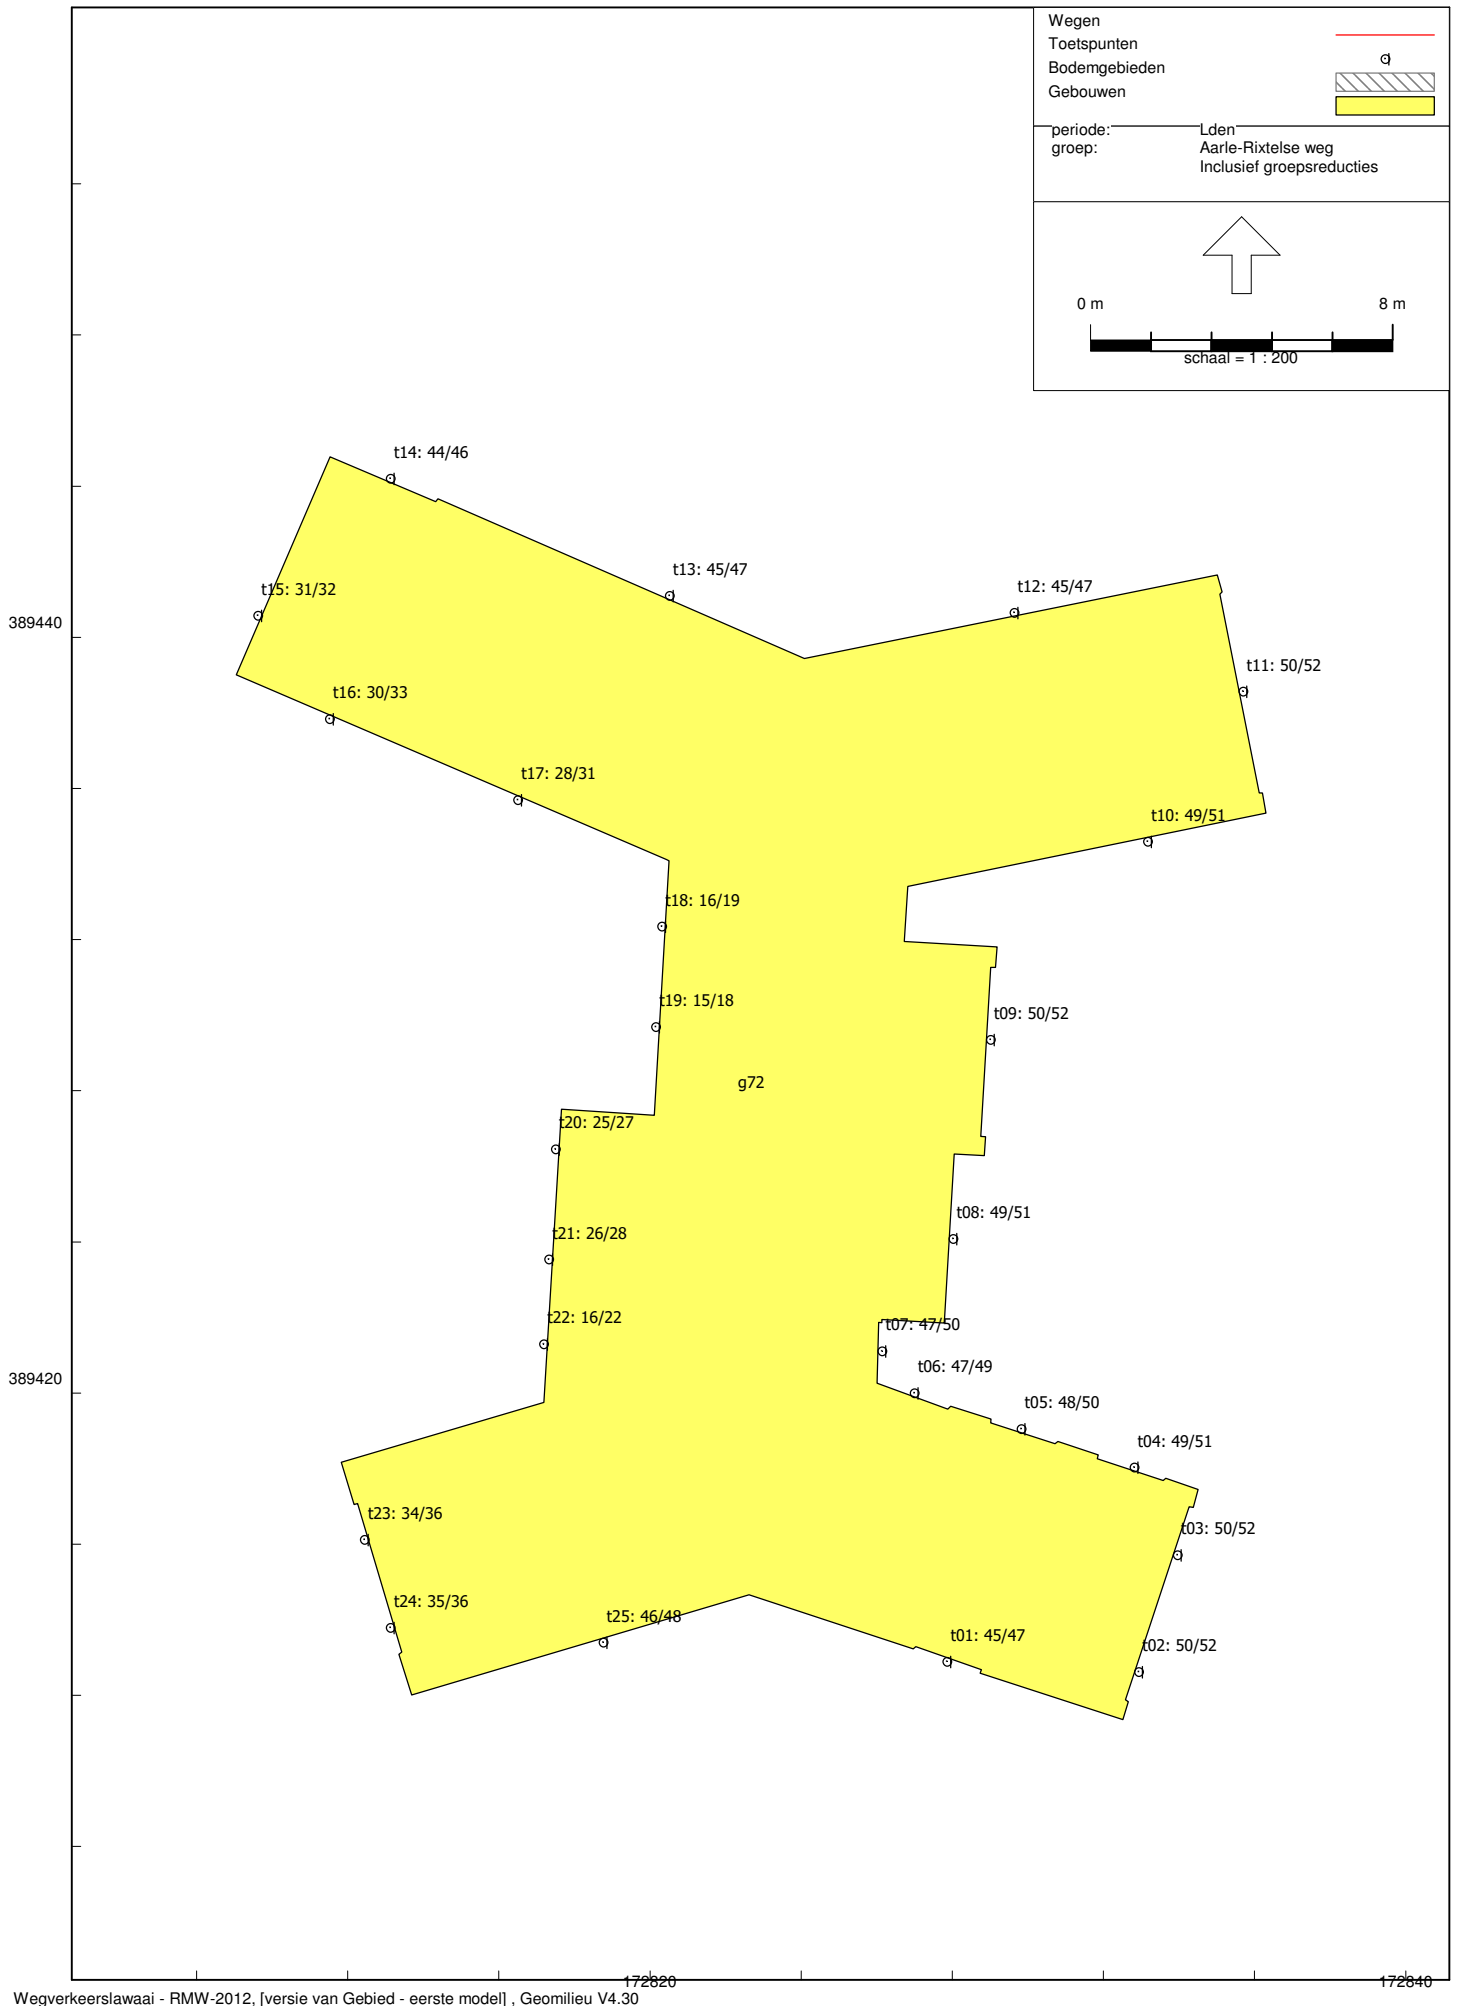 Wegen
Toetspunten
Bodemgebieden
Gebouwen
periode: Lden
groep: Aarle-Rixtelse weg
Inclusief groepsreducties
0 m 8 m
schaal = 1 : 200
t14: 44/46
t13: 45/47
t12: 45/47
t15: 31/32
389440
t11: 50/52
t16: 30/33
t17: 28/31
t10: 49/51
t18: 16/19
t19: 15/18
t09: 50/52
g72
t20: 25/27
t08: 49/51
t21: 26/28
t22: 16/22
t07: 47/50
t06: 47/49
389420
t05: 48/50
t04: 49/51
t23: 34/36
t03: 50/52
t24: 35/36
t25: 46/48
t01: 45/47
t02: 50/52
172820 172840
Wegverkeerslawaai - RMW-2012, [versie van Gebied - eerste model] , Geomilieu V4.30